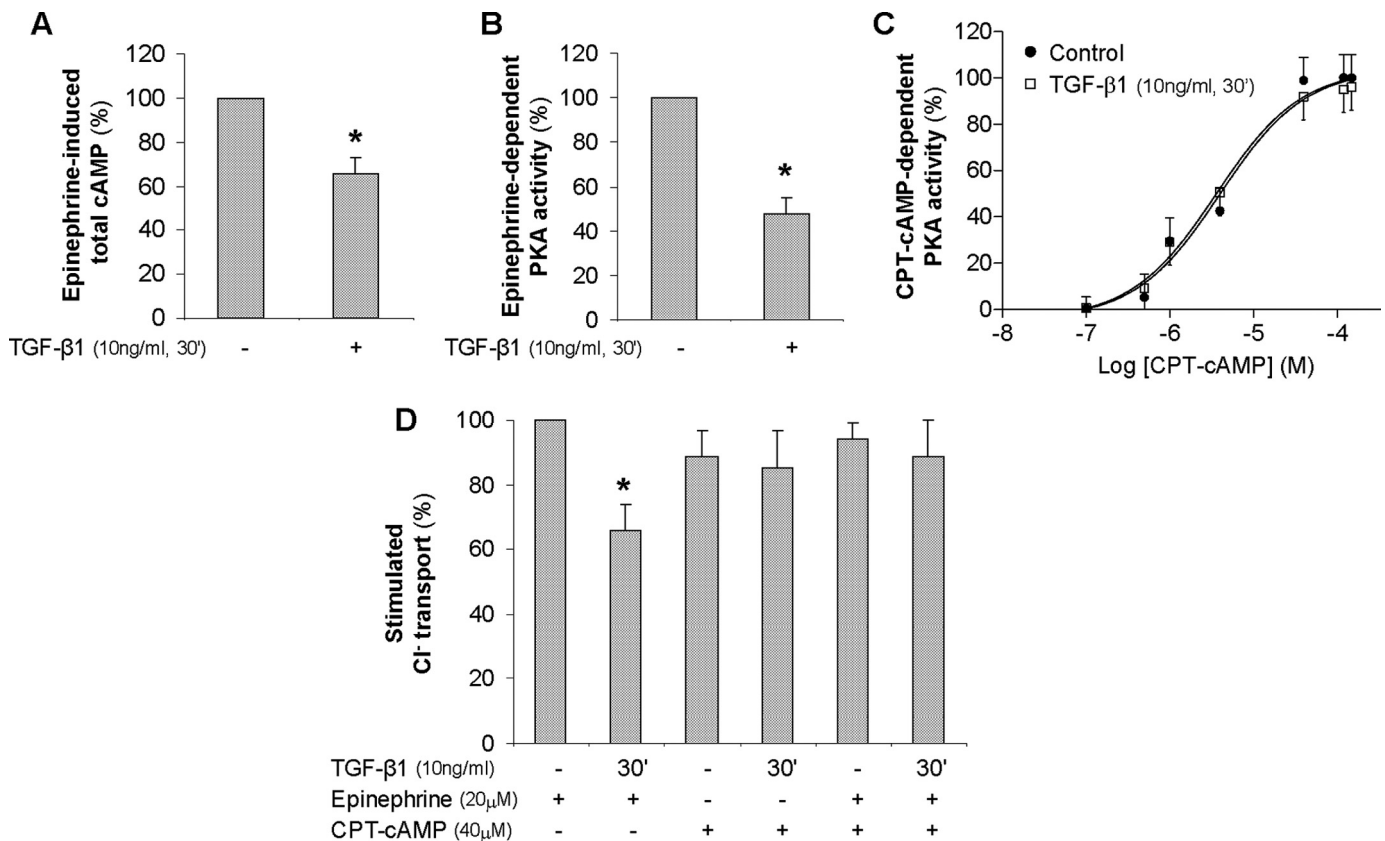 A
Epinephrine-induced
total cAMP (%)
120
100
80
60
40
20
0
*
TGF-β1 (10ng/ml, 30') - +
B
Epinephrine-dependent
PKA activity (%)
120
100
80
60
40
20
0
*
TGF-β1 (10ng/ml, 30') - +
C
CPT-cAMP-dependent
PKA activity (%)
120
100
80
60
40
20
0
Control
TGF-β1 (10ng/ml, 30')
-8 -7 -6 -5 -4
Log [CPT-cAMP] (M)
D
Stimulated
Cl- transport (%)
100
80
60
40
20
0
*
TGF-β1 (10ng/ml) - 30' - 30' - 30'
Epinephrine (20μM) + + - - + +
CPT-cAMP (40μM) - - + + + +